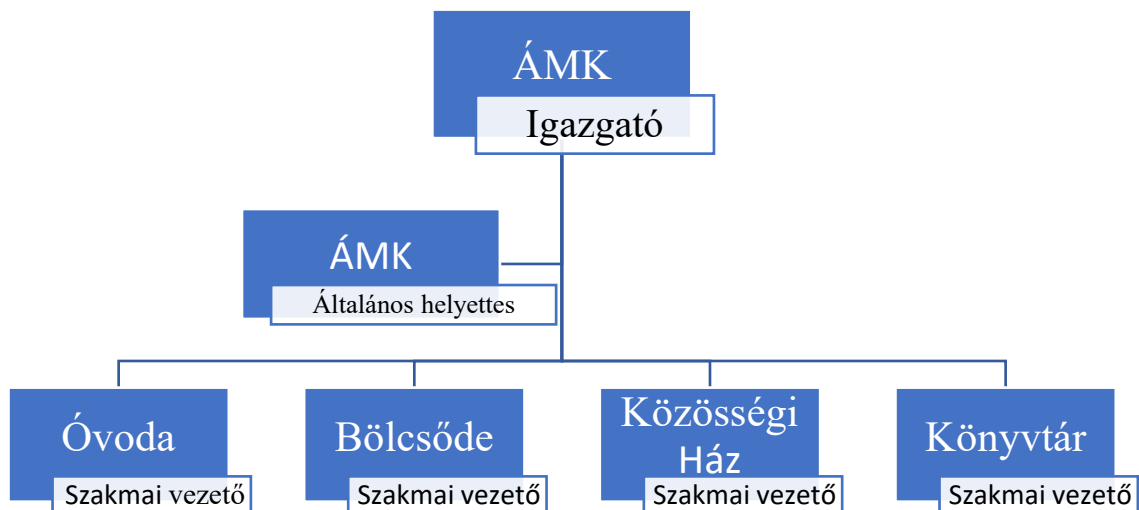 ÁMK
Igazgató
ÁMK
Általános helyettes
Óvoda
Szakmai vezető
Bölcsőde
Szakmai vezető
Közösségi
Ház
Szakmai vezető
Könyvtár
Szakmai vezető